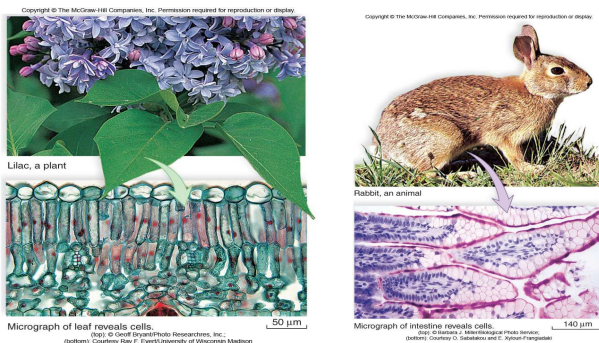 Copyright © The McGraw-Hill Companies, Inc. Permission required for reproduction or display.
Lilac, a plant
Micrograph of leaf reveals cells.
50 µm
(top): © Geoff Bryant/Photo Researchres, Inc.;
(bottom): Courtesy Ray F. Evert/University of Wisconsin Madison
Copyright © The McGraw-Hill Companies, Inc. Permission required for reproduction or display.
Rabbit, an animal
Micrograph of intestine reveals cells.
140 µm
(top): © Barbara J. Miller/Biological Photo Service;
(bottom): Courtesy O. Sabatakou and E. Xylouri-Frangiadaki